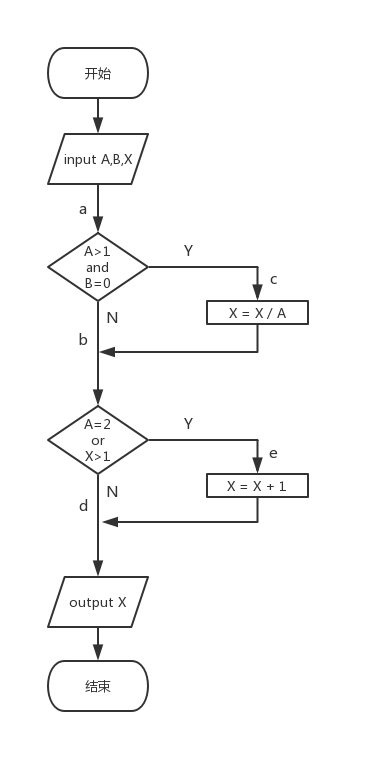 开始
input A,B,X
a
A>1
and
B=0
Y
c
X = X / A
N
b
A=2
or
X>1
Y
e
X = X + 1
N
d
output X
结束